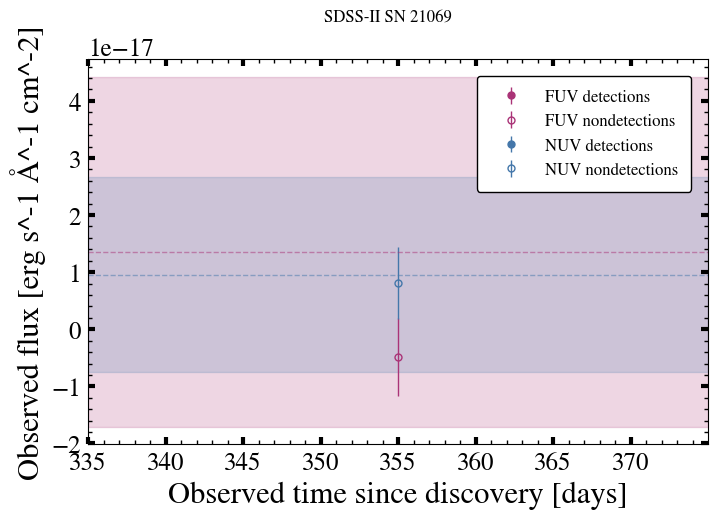 SDSS-II SN 21069
1e−17
Observed flux [erg s^-1 Å^-1 cm^-2]
4
3
2
1
0
−1
−2
FUV detections
FUV nondetections
NUV detections
NUV nondetections
335 340 345 350 355 360 365 370
Observed time since discovery [days]